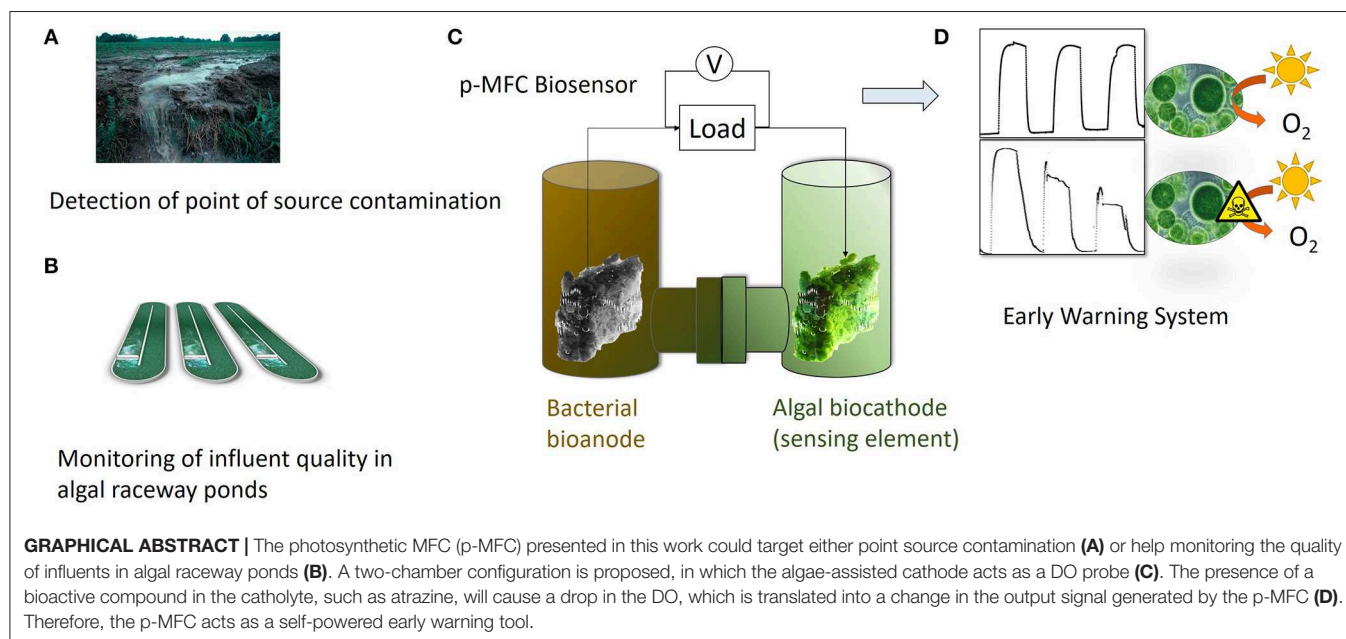 A
Detection of point of source contamination
B
Monitoring of influent quality in
algal raceway ponds
C
p-MFC Biosensor
V
Load
Bacterial
bioanode
Algal biocathode
(sensing element)
D
O₂
O₂
Early Warning System
GRAPHICAL ABSTRACT | The photosynthetic MFC (p-MFC) presented in this work could target either point source contamination (A) or help monitoring the quality
of influents in algal raceway ponds (B). A two-chamber configuration is proposed, in which the algae-assisted cathode acts as a DO probe (C). The presence of a
bioactive compound in the catholyte, such as atrazine, will cause a drop in the DO, which is translated into a change in the output signal generated by the p-MFC (D).
Therefore, the p-MFC acts as a self-powered early warning tool.